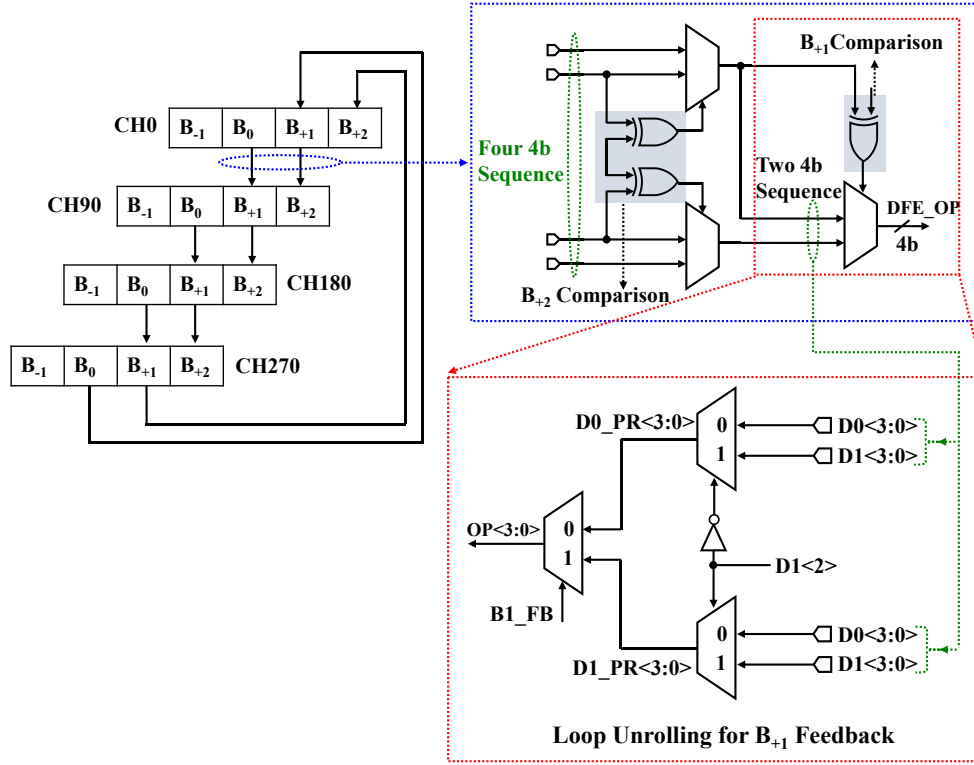 CH0
B-1 B0 B+1 B+2
CH90
B-1 B0 B+1 B+2
B-1 B0 B+1 B+2
CH180
B-1 B0 B+1 B+2
CH270
Four 4b
Sequence
B+2 Comparison
B+1 Comparison
Two 4b
Sequence
DFE_OP
4b
D0_PR<3:0>
0
1
D0<3:0>
D1<3:0>
OP<3:0>
0
1
B1_FB
D1<2>
D1_PR<3:0>
0
1
D0<3:0>
D1<3:0>
Loop Unrolling for B+1 Feedback